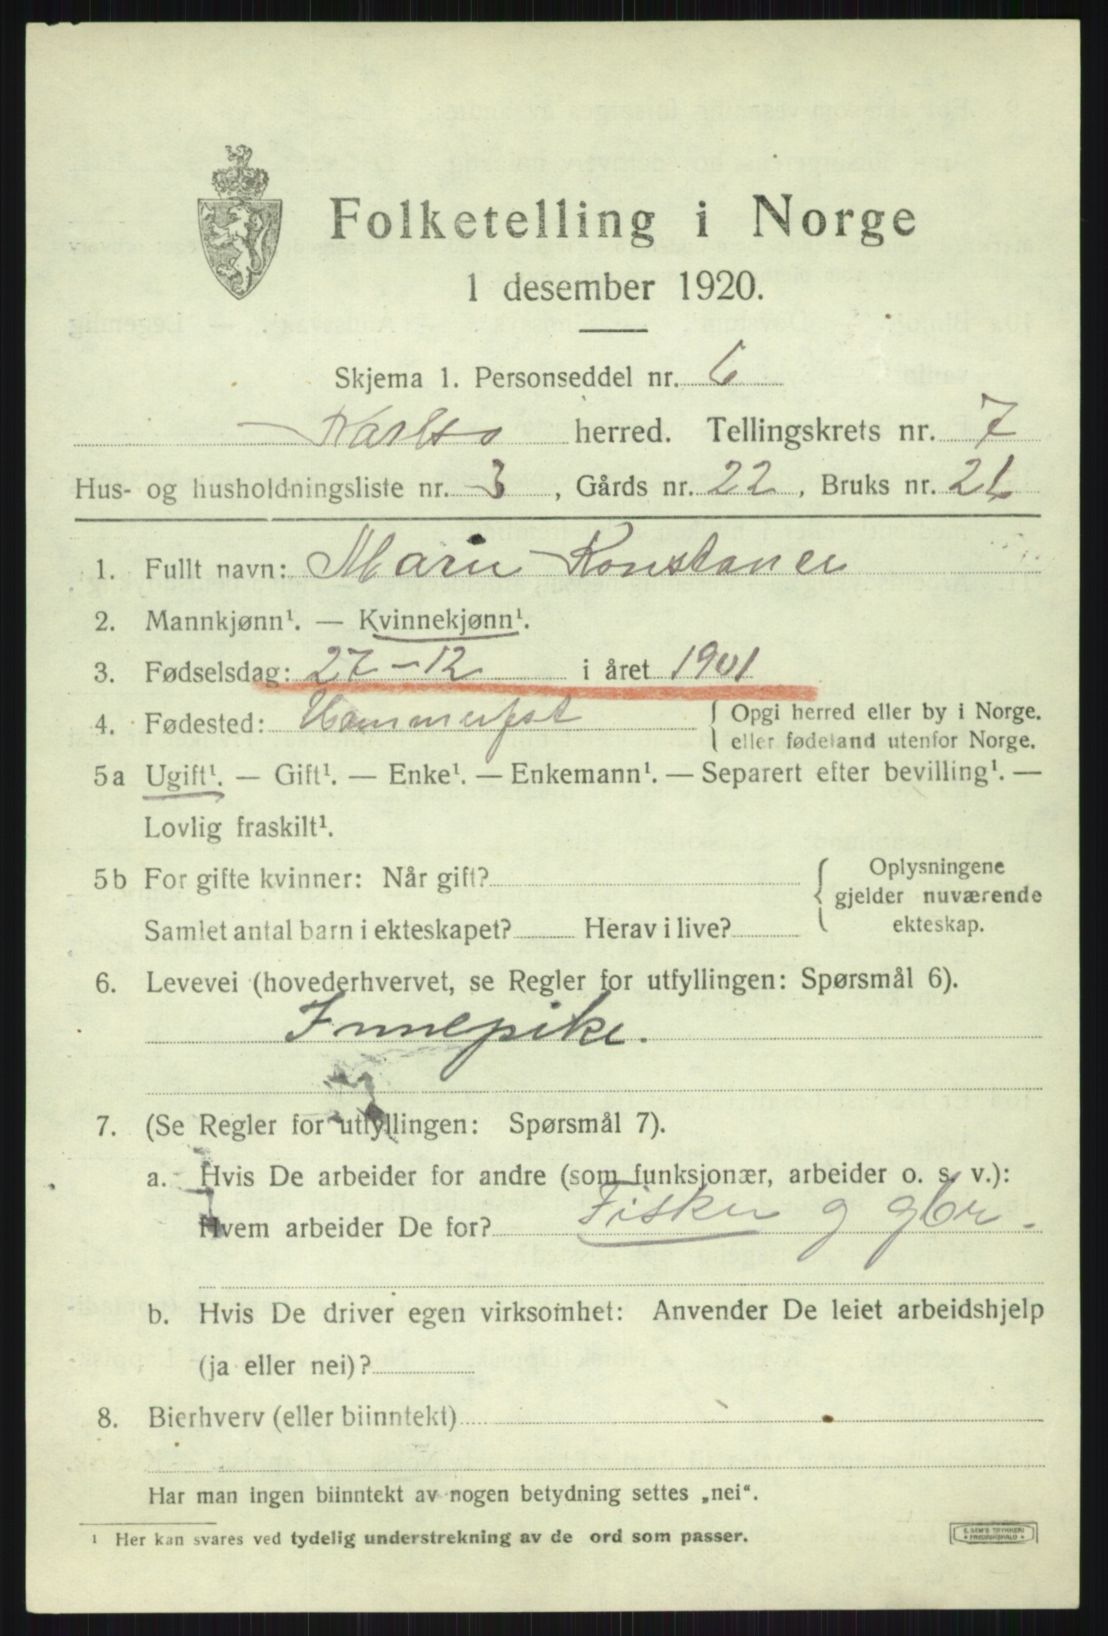 Folketelling i Norge
1 desember 1920.
Skjema 1. Personseddel nr. 6
Karlsø herred. Tellingskrets nr. 7
Hus- og husholdningsliste nr. 3, Gårds nr. 22, Bruks nr. 26
1. Fullt navn: Marie Konstance
2. Mannkjønn¹. — Kvinnekjønn¹.
3. Fødselsdag: 27-12 i året 1901
4. Fødested: Hammerfest { Opgi herred eller by i Norge.
eller fødeland utenfor Norge.
5a Ugift¹. — Gift¹. — Enke¹. — Enkemann¹. — Separert efter bevilling¹. —
Lovlig fraskilt¹.
5b For gifte kvinner: Når gift? { Oplysningene
gjelder nuværende
Samlet antal barn i ekteskapet? Herav i live? ekteskap.
6. Levevei (hovederhvervet, se Regler for utfyllingen: Spørsmål 6).
Innepike.
7. (Se Regler for utfyllingen: Spørsmål 7).
a. Hvis De arbeider for andre (som funksjonær, arbeider o. s. v.):
Hvem arbeider De for? Fisker g gbr.
b. Hvis De driver egen virksomhet: Anvender De leiet arbeidshjelp
(ja eller nei)?
8. Bierhverv (eller biinntekt)
Har man ingen biinntekt av nogen betydning settes „nei“.
¹ Her kan svares ved tydelig understrekning av de ord som passer.